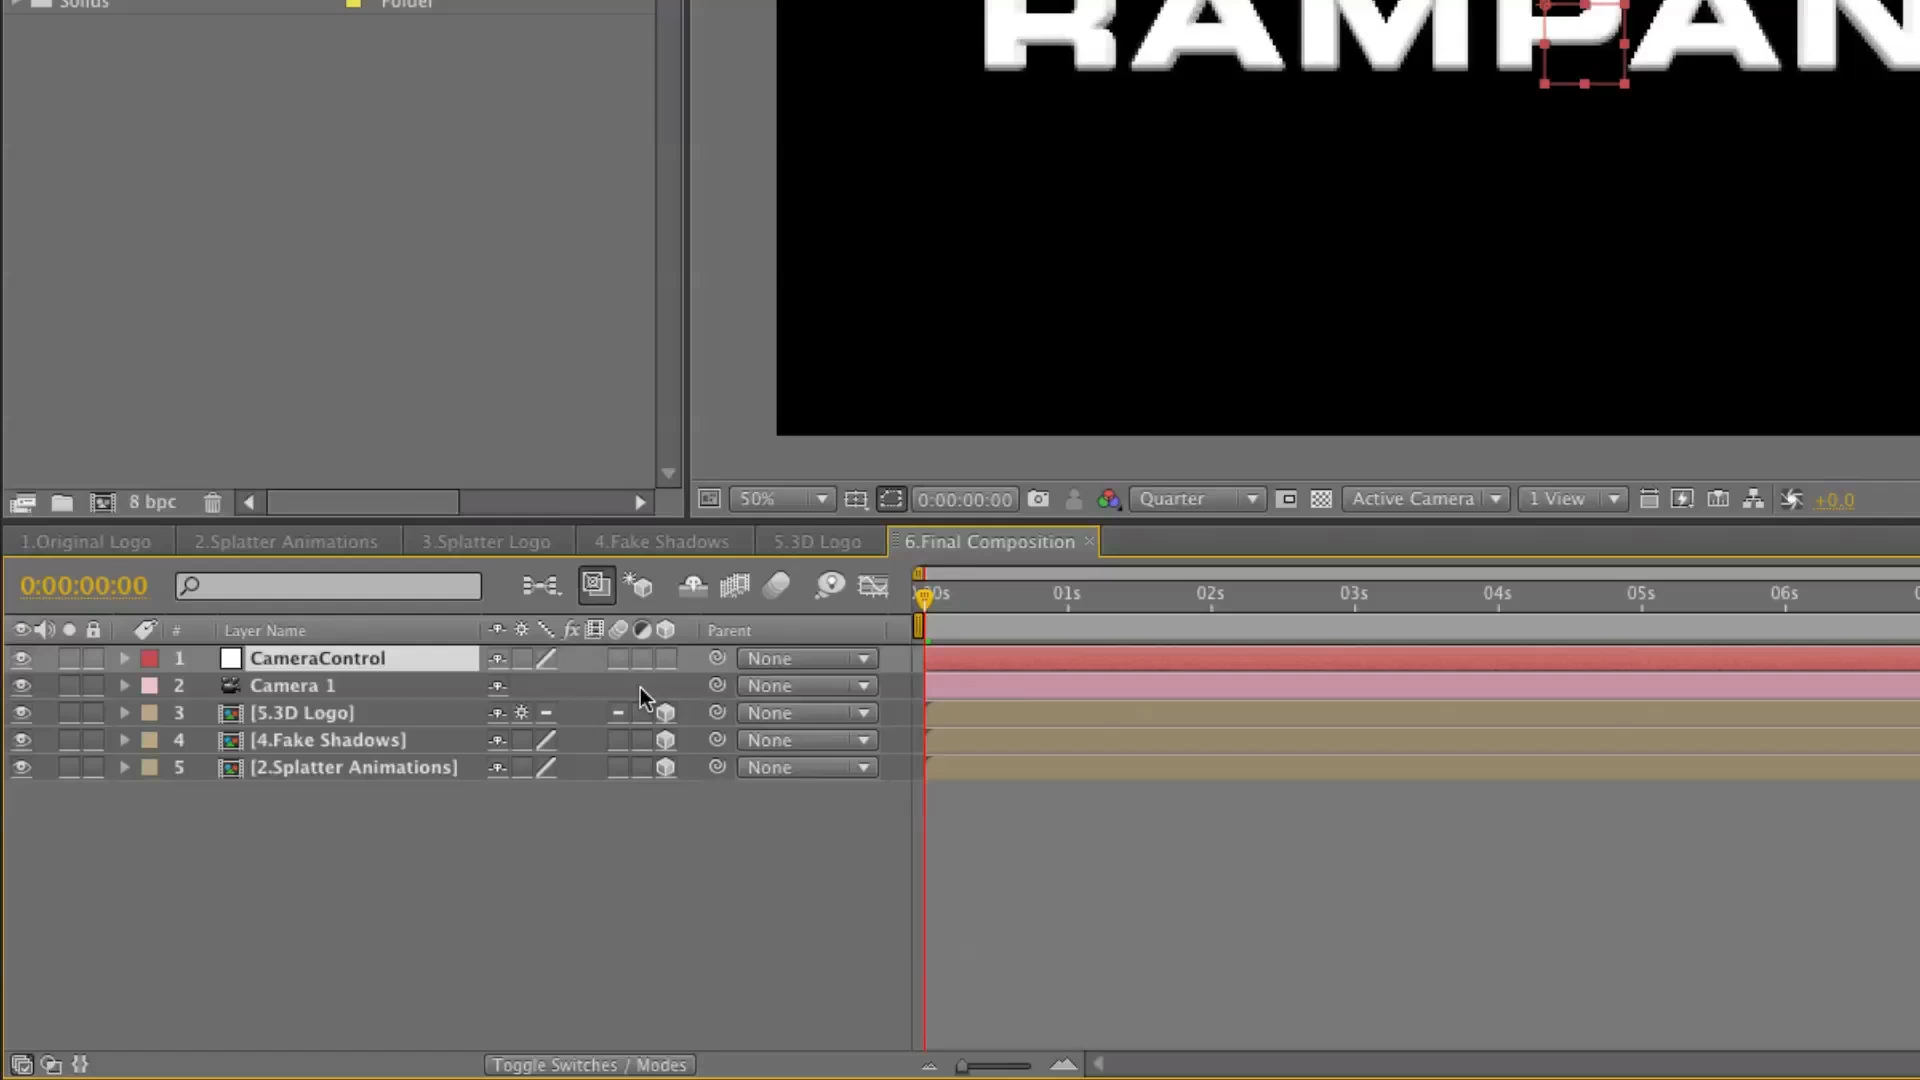 Solids Folder
RAMPAN
8 bpc
50% 0:00:00:00 Quarter Active Camera 1 View +0.0
1.Original Logo 2.Splatter Animations 3.Splatter Logo 4.Fake Shadows 5.3D Logo 6.Final Composition
0:00:00:00
01s 02s 03s 04s 05s 06s
# Layer Name fx Parent
1 CameraControl None
2 Camera 1 None
3 [5.3D Logo] None
4 [4.Fake Shadows] None
5 [2.Splatter Animations] None
Toggle Switches / Modes